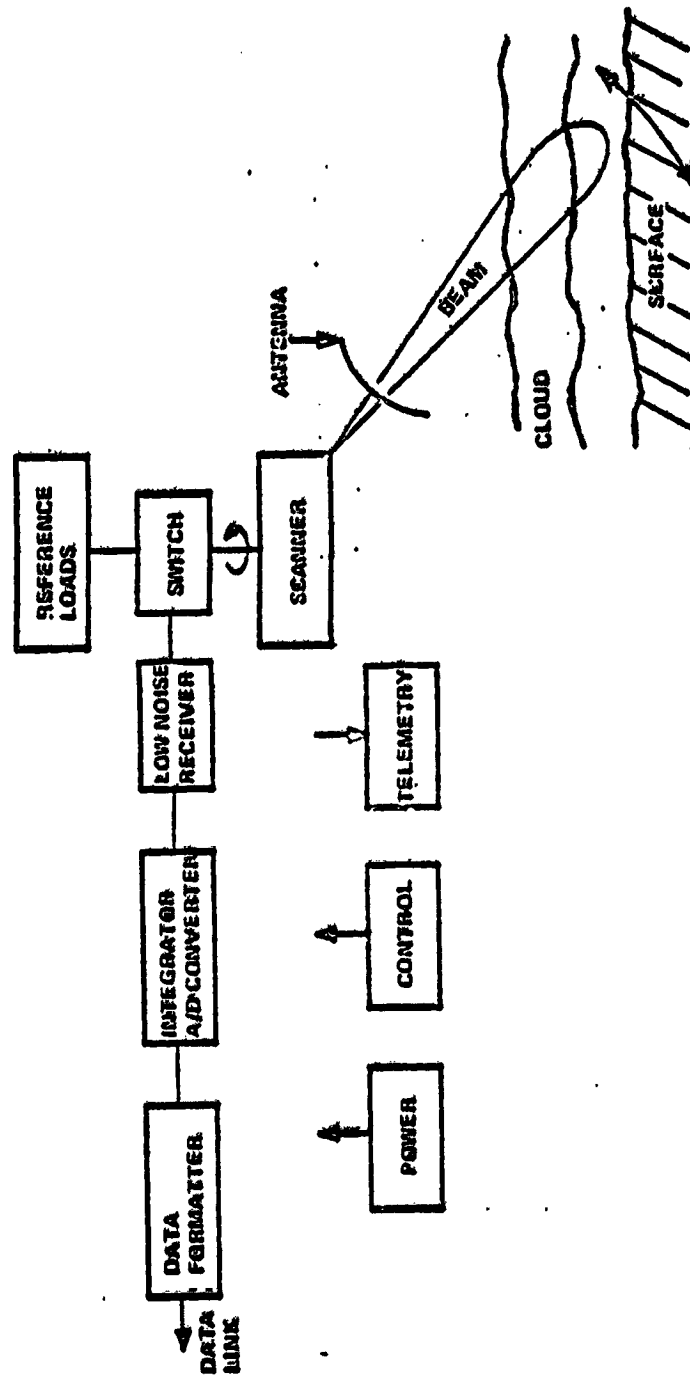 REFERENCE
LOADS
DATA
FORMATTER
INTEGRATOR
A/D CONVERTER
LOW NOISE
RECEIVER
SWITCH
DATA
LINK
SCANNER
ANTENNA
POWER
CONTROL
TELEMETRY
BEAM
CLOUD
SURFACE